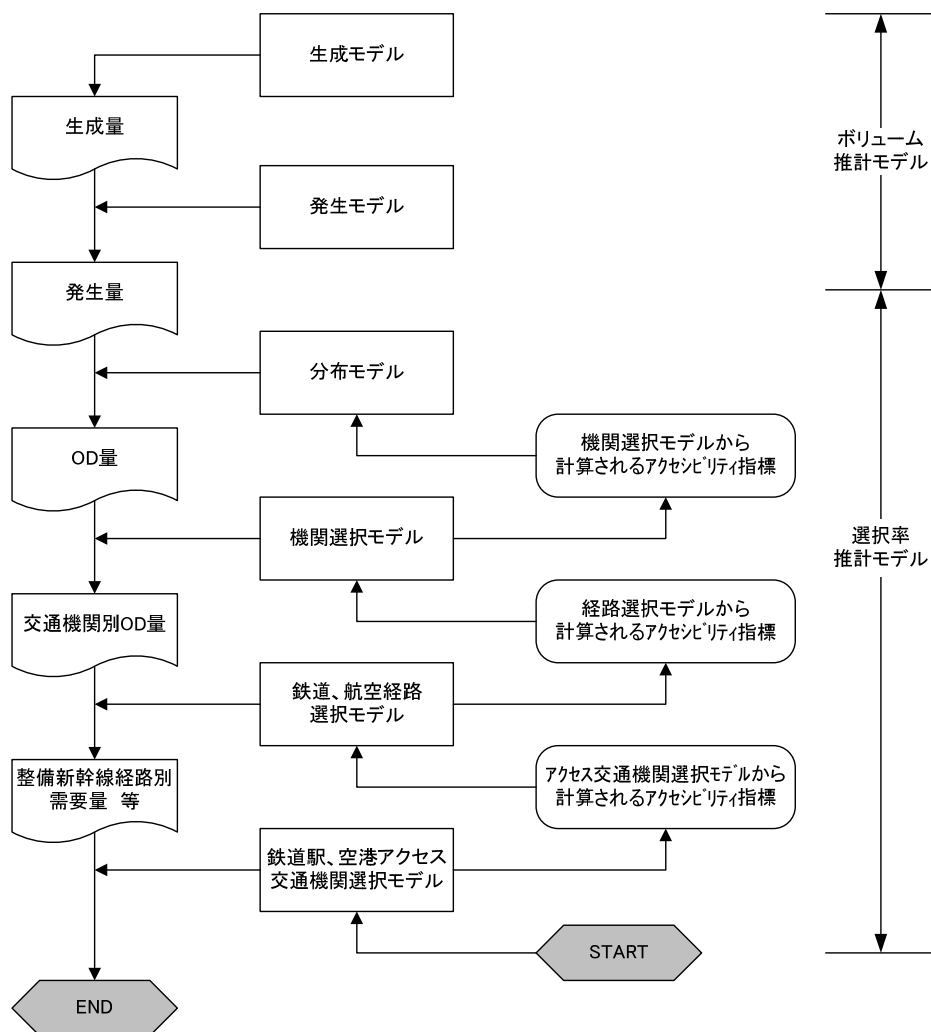 生成モデル
生成量
ボリューム
推計モデル
発生モデル
発生量
分布モデル
OD量
機関選択モデルから
計算されるｱｸｾｼﾋﾞﾘﾃｨ指標
機関選択モデル
選択率
推計モデル
交通機関別OD量
経路選択モデルから
計算されるｱｸｾｼﾋﾞﾘﾃｨ指標
鉄道、航空経路
選択モデル
整備新幹線経路別
需要量　等
ｱｸｾｽ交通機関選択ﾓﾃﾞﾙから
計算されるｱｸｾｼﾋﾞﾘﾃｨ指標
鉄道駅、空港アクセス
交通機関選択モデル
START
END